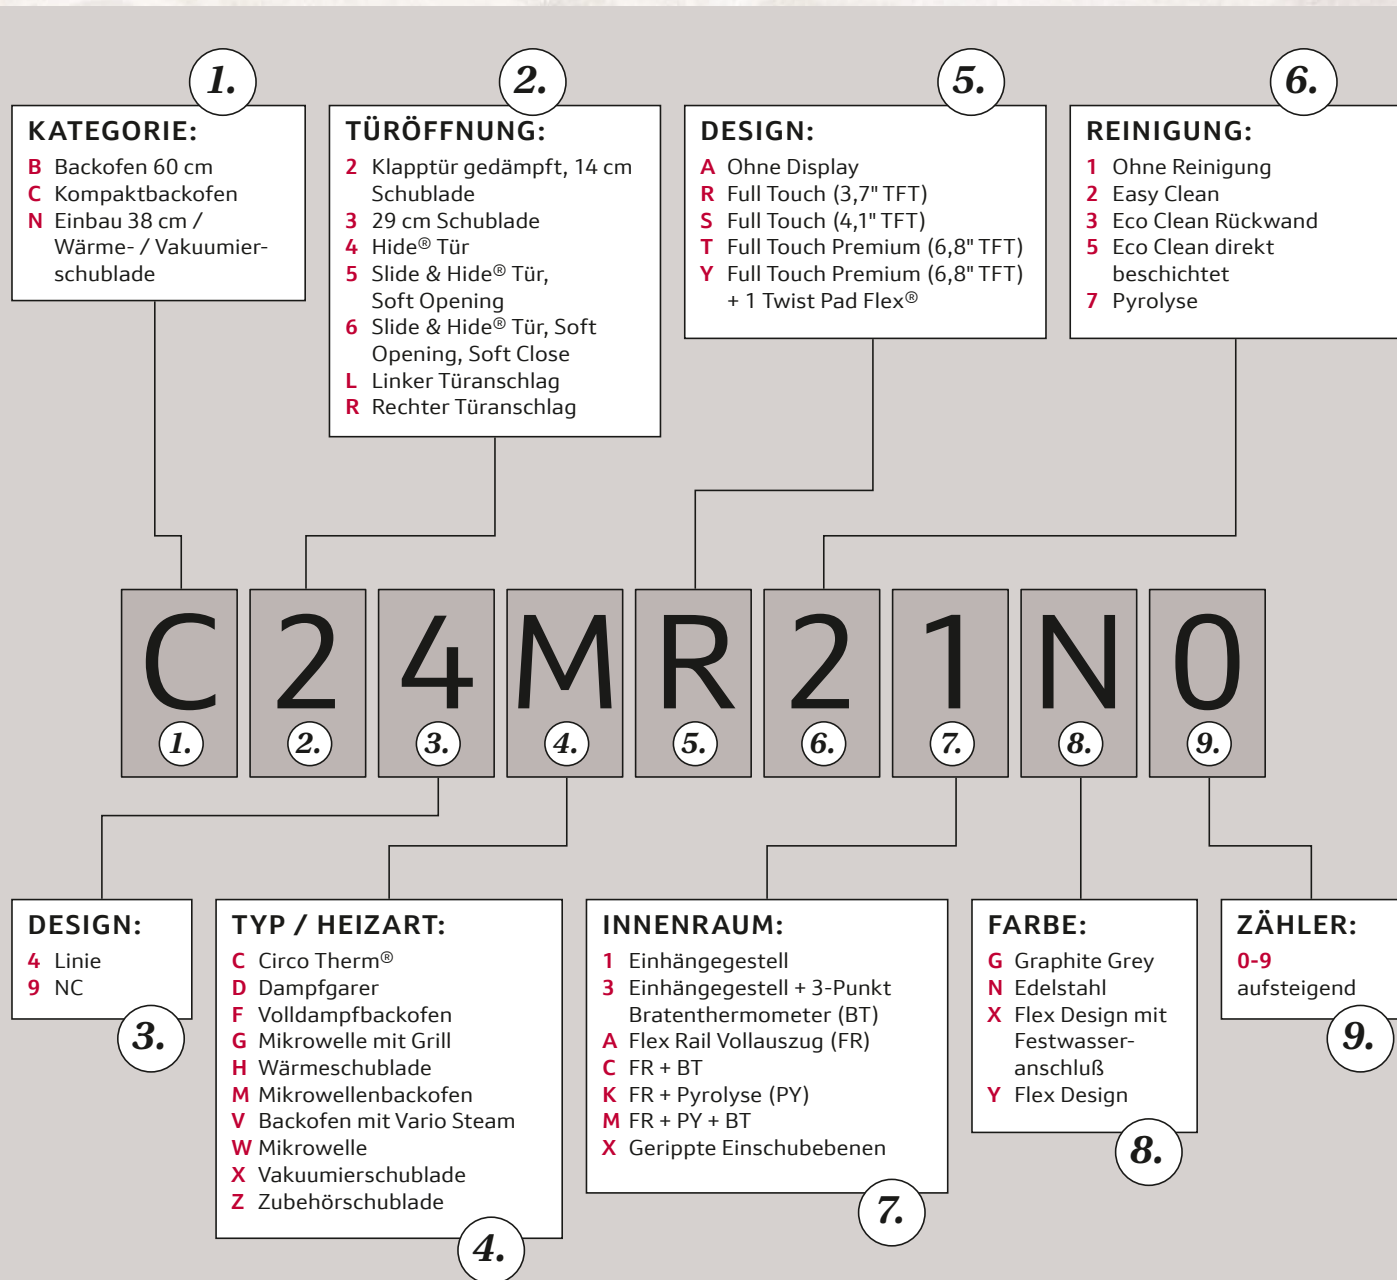 1.
KATEGORIE:
B Backofen 60 cm
C Kompaktbackofen
N Einbau 38 cm /
Wärme- / Vakuumier-
schublade
2.
TÜRÖFFNUNG:
2 Klapptür gedämpft, 14 cm
Schublade
3 29 cm Schublade
4 Hide® Tür
5 Slide & Hide® Tür,
Soft Opening
6 Slide & Hide® Tür, Soft
Opening, Soft Close
L Linker Türanschlag
R Rechter Türanschlag
5.
DESIGN:
A Ohne Display
R Full Touch (3,7" TFT)
S Full Touch (4,1" TFT)
T Full Touch Premium (6,8" TFT)
Y Full Touch Premium (6,8" TFT)
+ 1 Twist Pad Flex®
6.
REINIGUNG:
1 Ohne Reinigung
2 Easy Clean
3 Eco Clean Rückwand
5 Eco Clean direkt
beschichtet
7 Pyrolyse
C 2 4 M R 2 1 N 0
1. 2. 3. 4. 5. 6. 7. 8. 9.
DESIGN:
4 Linie
9 NC
3.
TYP / HEIZART:
C Circo Therm®
D Dampfgarer
F Volldampfbackofen
G Mikrowelle mit Grill
H Wärmeschublade
M Mikrowellenbackofen
V Backofen mit Vario Steam
W Mikrowelle
X Vakuumierschublade
Z Zubehörschublade
4.
INNENRAUM:
1 Einhängegestell
3 Einhängegestell + 3-Punkt
Bratenthermometer (BT)
A Flex Rail Vollauszug (FR)
C FR + BT
K FR + Pyrolyse (PY)
M FR + PY + BT
X Gerippte Einschubebenen
7.
FARBE:
G Graphite Grey
N Edelstahl
X Flex Design mit
Festwasser-
anschluß
Y Flex Design
8.
ZÄHLER:
0-9
aufsteigend
9.